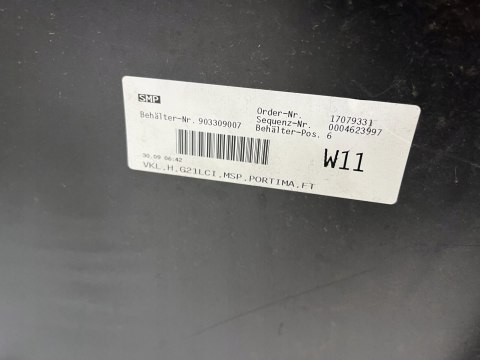 SMP
Behälter-Nr. 903309007
Order-Nr. 17079331
Sequenz-Nr. 0004623997
Behälter-Pos. 6
30.09 06:42
W11
VKL.H.G21LCI.MSP.PORTIMA.FT